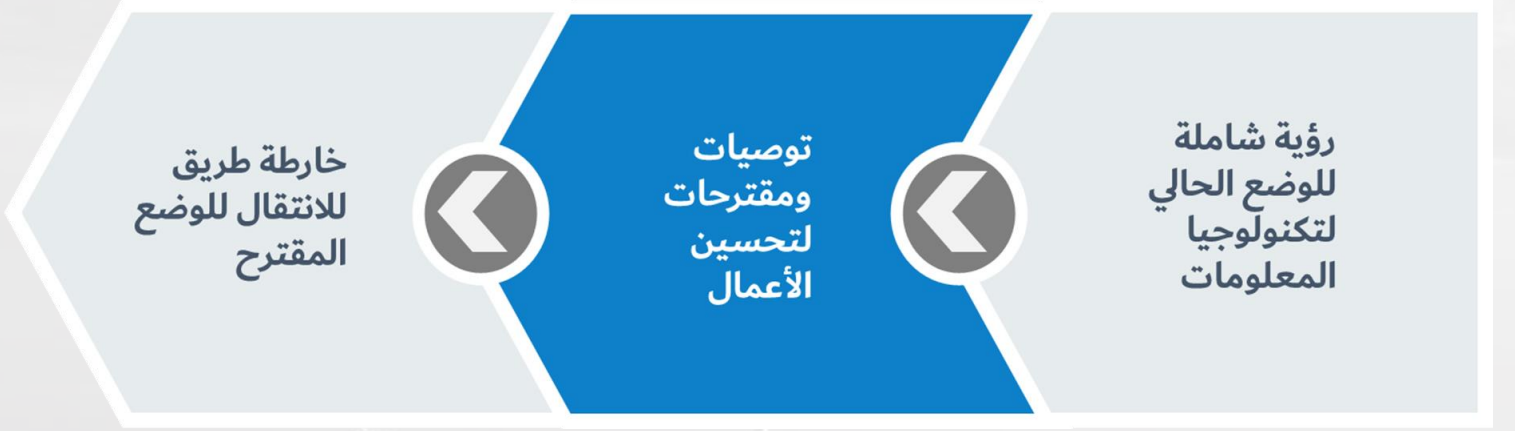 رؤية شاملة
للوضع الحالي
لتكنولوجيا
المعلومات
توصيات
ومقترحات
لتحسين
الأعمال
خارطة طريق
للانتقال للوضع
المقترح